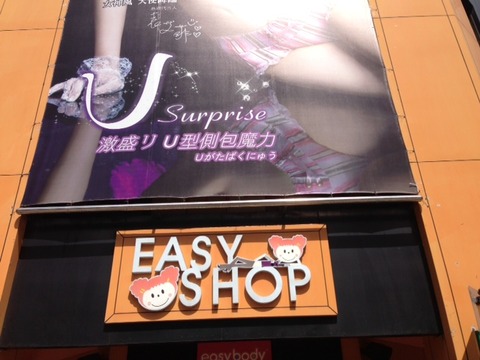 U Surprise
激盛リ U型側包魔力
Uがたばくにゅう
EASY
SHOP
easybody